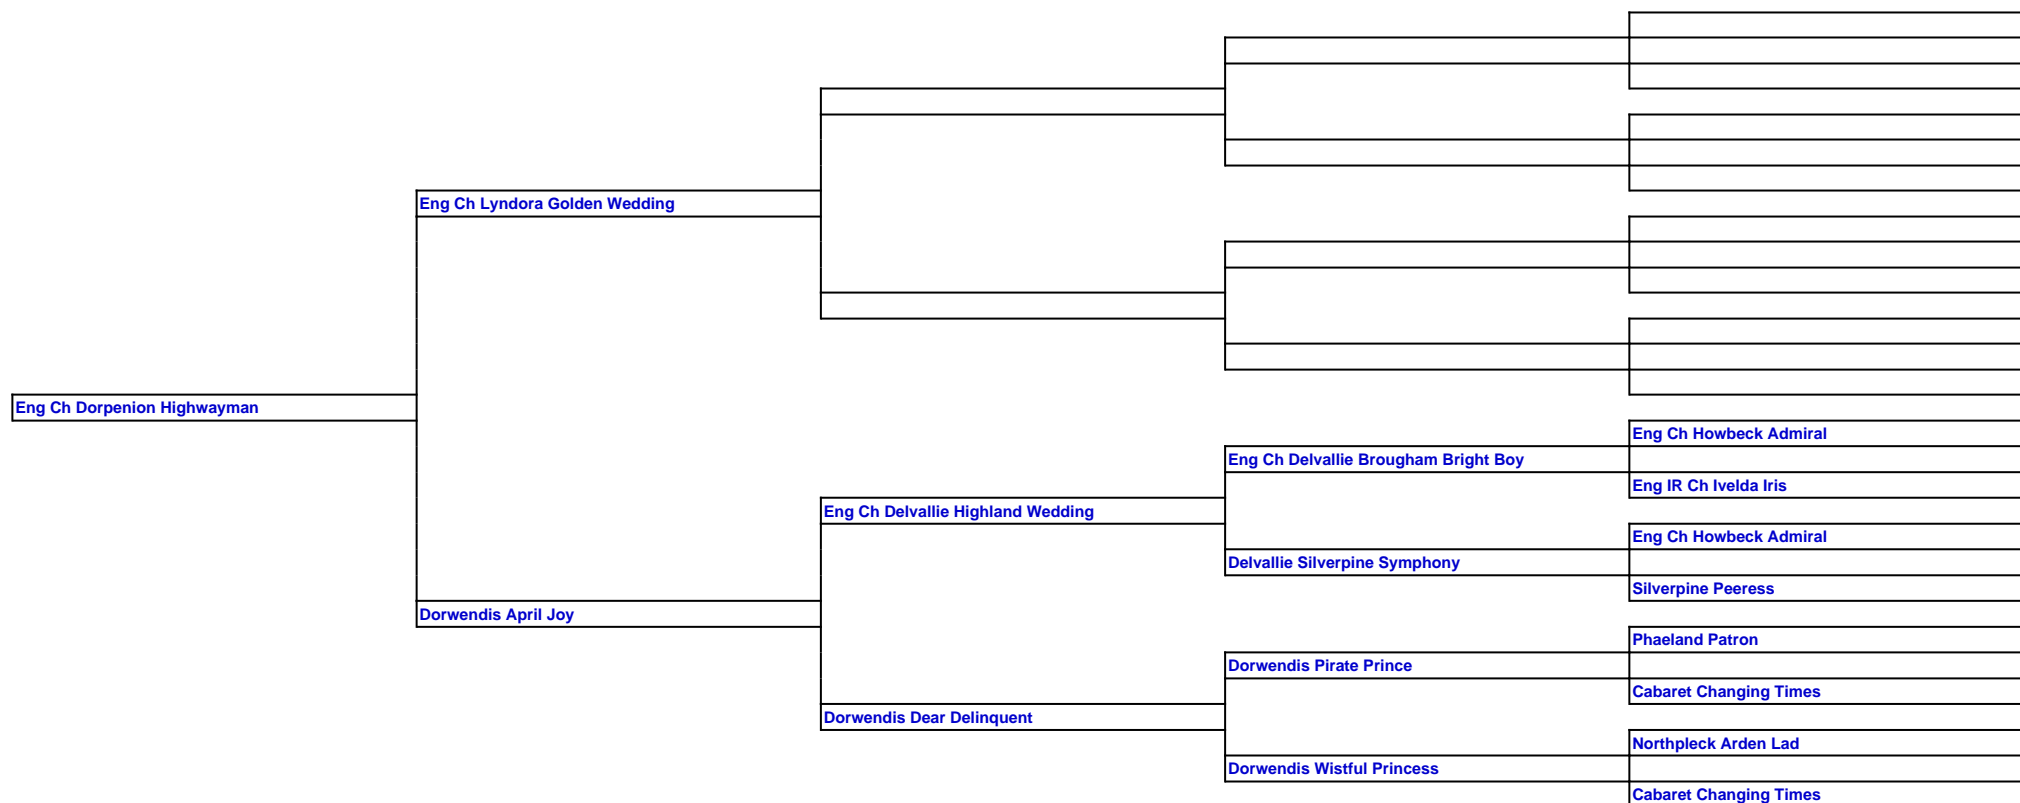 Eng Ch Lyndora Golden Wedding
Eng Ch Dorpenion Highwayman
Eng Ch Howbeck Admiral
Eng Ch Delvallie Brougham Bright Boy
Eng IR Ch Ivelda Iris
Eng Ch Delvallie Highland Wedding
Eng Ch Howbeck Admiral
Delvallie Silverpine Symphony
Silverpine Peeress
Dorwendis April Joy
Phaeland Patron
Dorwendis Pirate Prince
Cabaret Changing Times
Dorwendis Dear Delinquent
Northpleck Arden Lad
Dorwendis Wistful Princess
Cabaret Changing Times